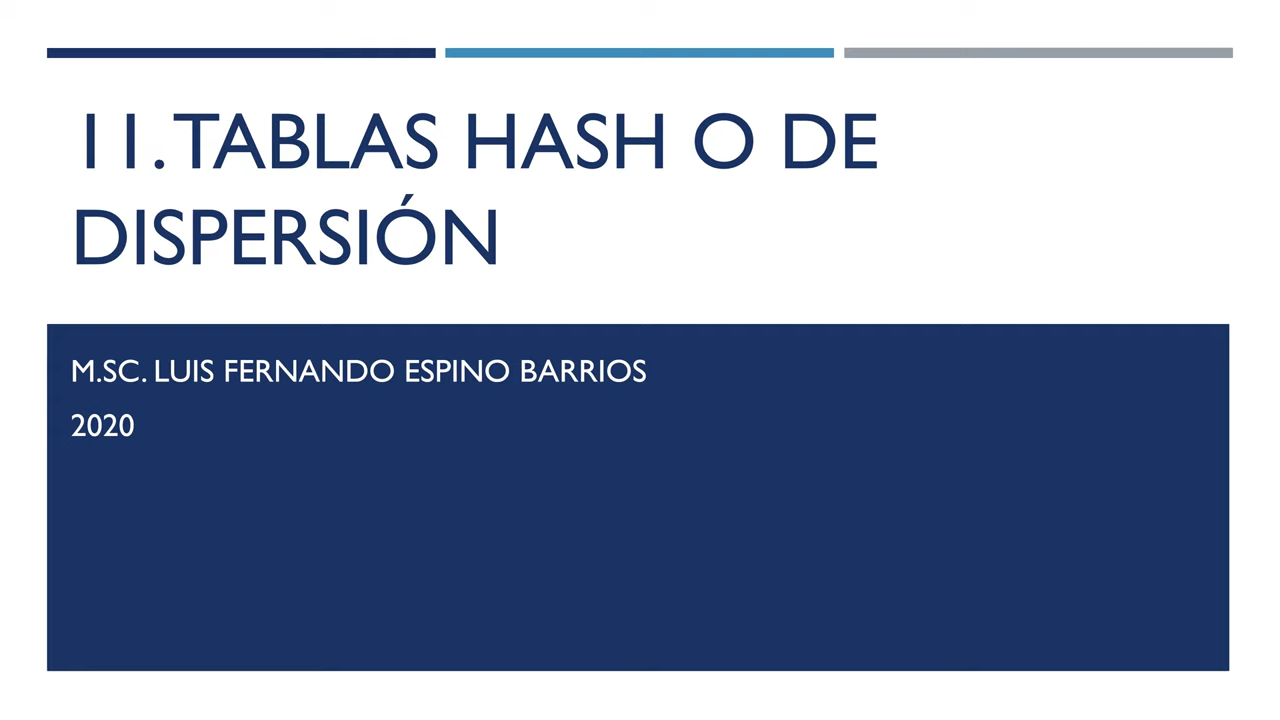 11. TABLAS HASH O DE
DISPERSIÓN
M.SC. LUIS FERNANDO ESPINO BARRIOS
2020